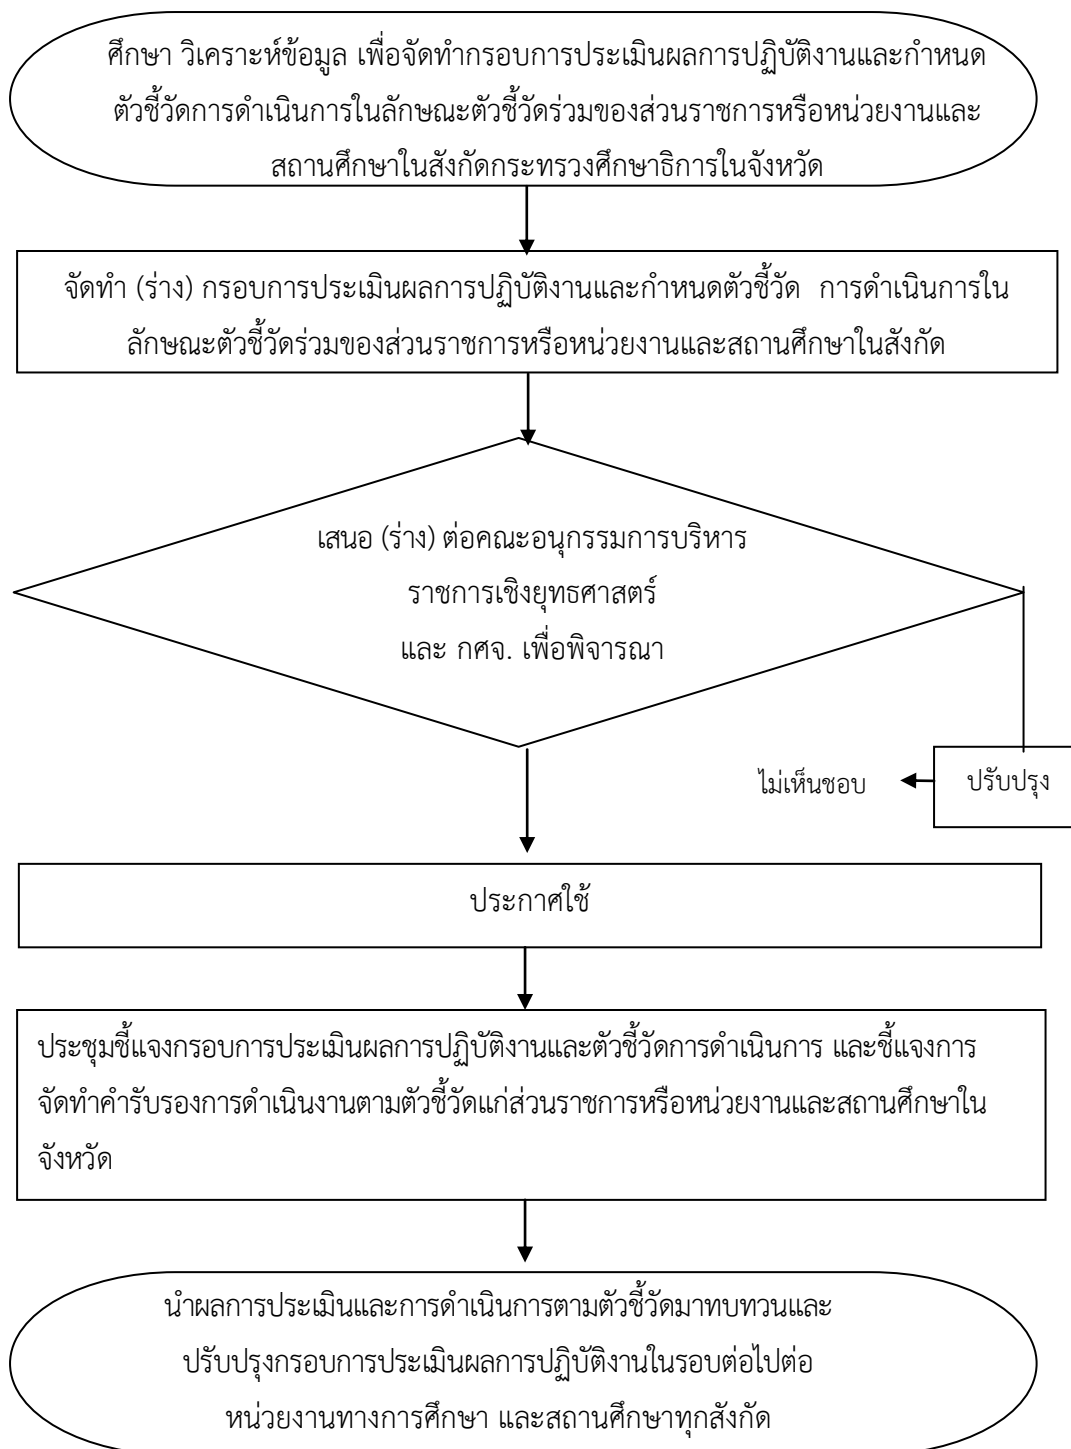 ศึกษา วิเคราะห์ข้อมูล เพื่อจัดทำกรอบการประเมินผลการปฏิบัติงานและกำหนด
ตัวชี้วัดการดำเนินการในลักษณะตัวชี้วัดร่วมของส่วนราชการหรือหน่วยงานและ
สถานศึกษาในสังกัดกระทรวงศึกษาธิการในจังหวัด
จัดทำ (ร่าง) กรอบการประเมินผลการปฏิบัติงานและกำหนดตัวชี้วัด การดำเนินการใน
ลักษณะตัวชี้วัดร่วมของส่วนราชการหรือหน่วยงานและสถานศึกษาในสังกัด
เสนอ (ร่าง) ต่อคณะอนุกรรมการบริหาร
ราชการเชิงยุทธศาสตร์
และ กศจ. เพื่อพิจารณา
ไม่เห็นชอบ
ปรับปรุง
ประกาศใช้
ประชุมชี้แจงกรอบการประเมินผลการปฏิบัติงานและตัวชี้วัดการดำเนินการ และชี้แจงการ
จัดทำคำรับรองการดำเนินงานตามตัวชี้วัดแก่ส่วนราชการหรือหน่วยงานและสถานศึกษาใน
จังหวัด
นำผลการประเมินและการดำเนินการตามตัวชี้วัดมาทบทวนและ
ปรับปรุงกรอบการประเมินผลการปฏิบัติงานในรอบต่อไปต่อ
หน่วยงานทางการศึกษา และสถานศึกษาทุกสังกัด